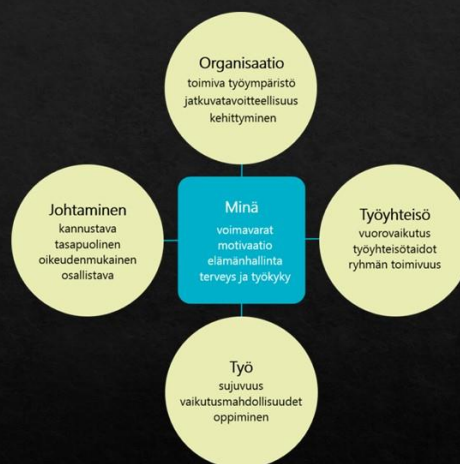 Organisaatio
toimiva työympäristö
jatkuvatavoitteellisuus
kehittyminen
Johtaminen
kannustava
tasapuolinen
oikeudenmukainen
osallistava
Minä
voimavarat
motivaatio
elämänhallinta
terveys ja työkyky
Työyhteisö
vuorovaikutus
työyhteisötaidot
ryhmän toimivuus
Työ
sujuvuus
vaikutusmahdollisuudet
oppiminen